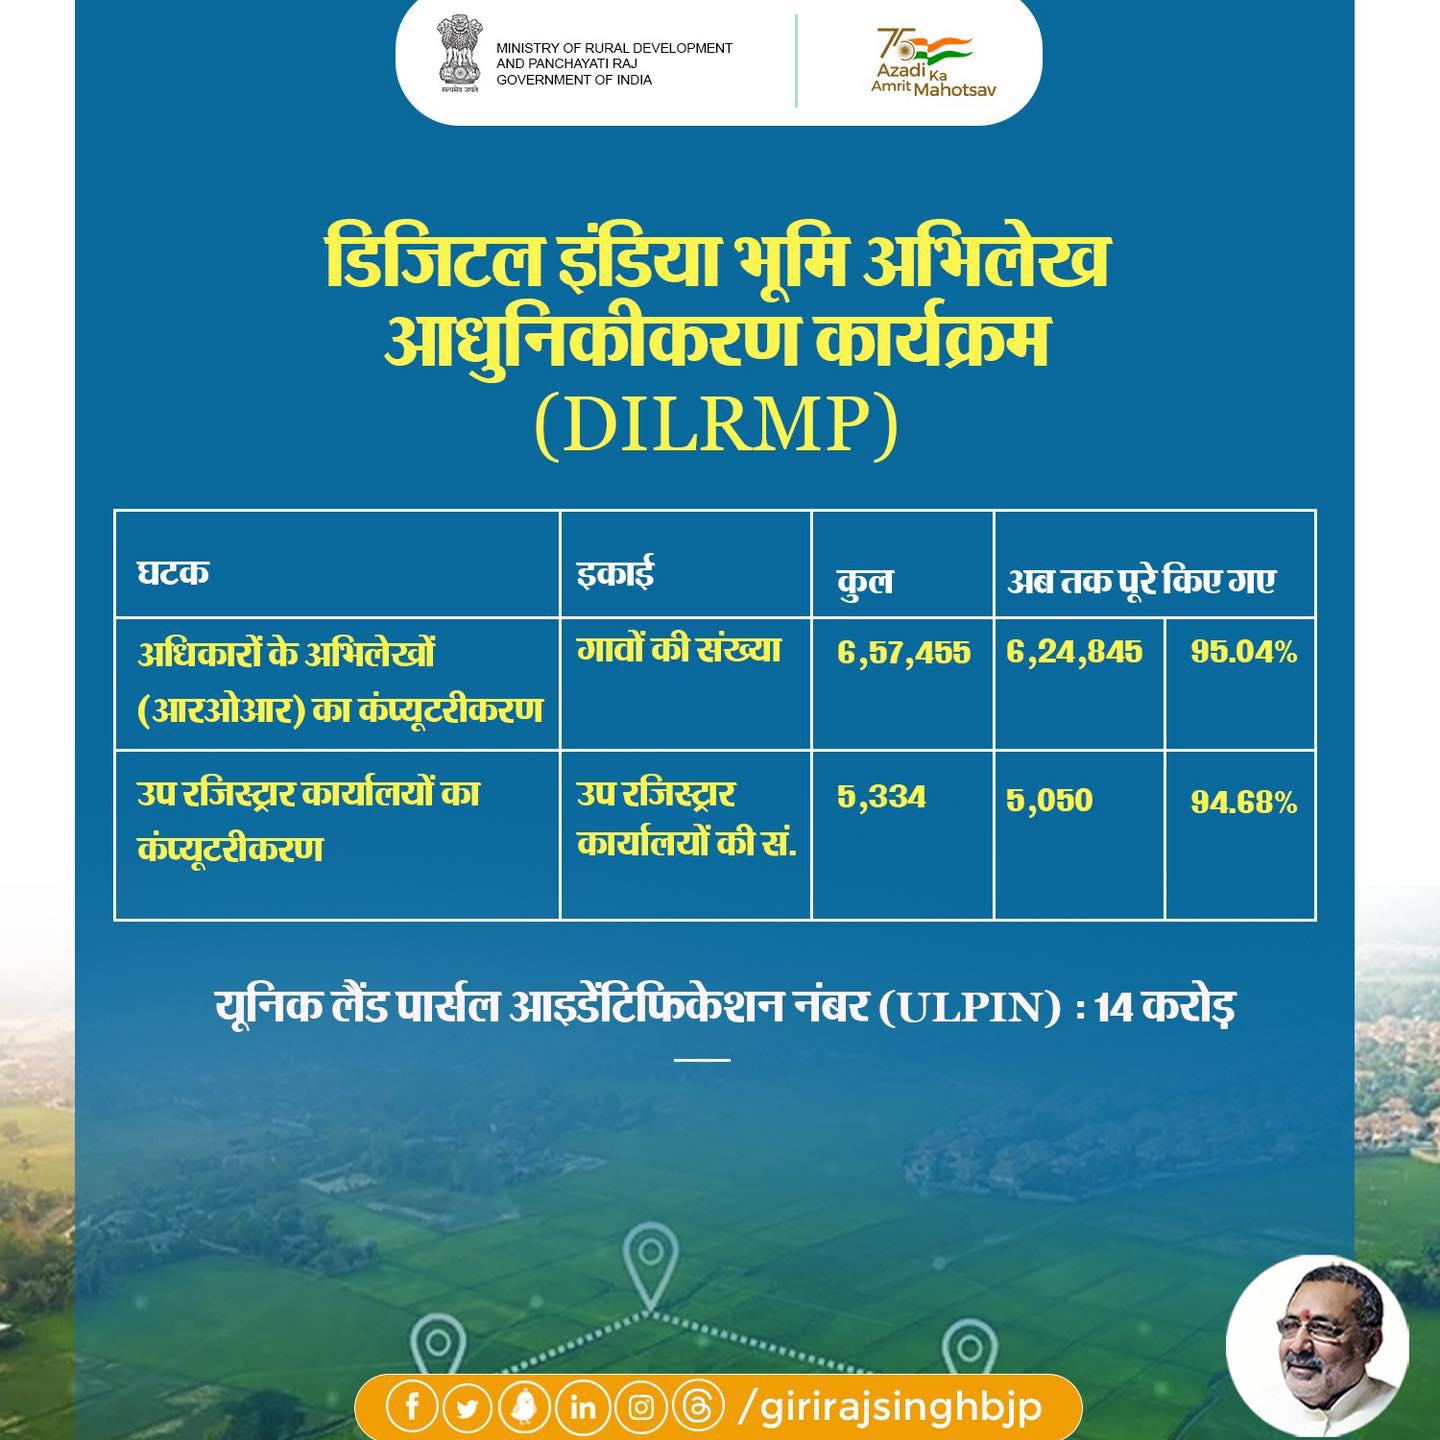 MINISTRY OF RURAL DEVELOPMENT
AND PANCHAYATI RAJ
GOVERNMENT OF INDIA
सत्यमेव जयते
75
Azadi Ka
Amrit Mahotsav
डिजिटल इंडिया भूमि अभिलेख
आधुनिकीकरण कार्यक्रम
(DILRMP)
घटक इकाई कुल अब तक पूरे किए गए
अधिकारों के अभिलेखों गावों की संख्या 6,57,455 6,24,845 95.04%
(आरओआर) का कंप्यूटरीकरण
उप रजिस्ट्रार कार्यालयों का उप रजिस्ट्रार 5,334 5,050 94.68%
कंप्यूटरीकरण कार्यालयों की सं.
यूनिक लैंड पार्सल आइडेंटिफिकेशन नंबर (ULPIN) : 14 करोड़
/girirajsinghbjp